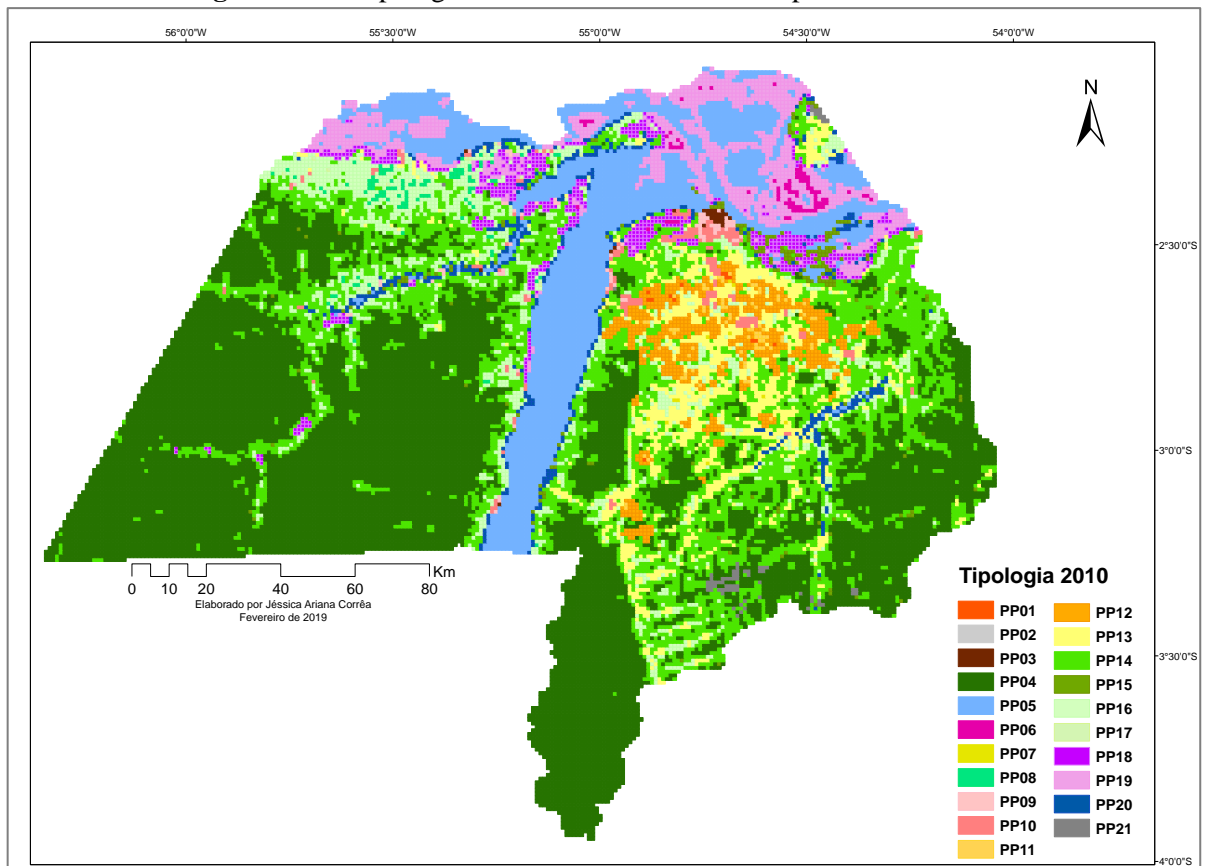 56°0'0"W 55°30'0"W 55°0'0"W 54°30'0"W 54°0'0"W
N
2°30'0"S
3°0'0"S
3°30'0"S
4°0'0"S
0 10 20 40 60 80 Km
Elaborado por Jéssica Ariana Corrêa
Fevereiro de 2019
Tipologia 2010
PP01
PP02
PP03
PP04
PP05
PP06
PP07
PP08
PP09
PP10
PP11
PP12
PP13
PP14
PP15
PP16
PP17
PP18
PP19
PP20
PP21